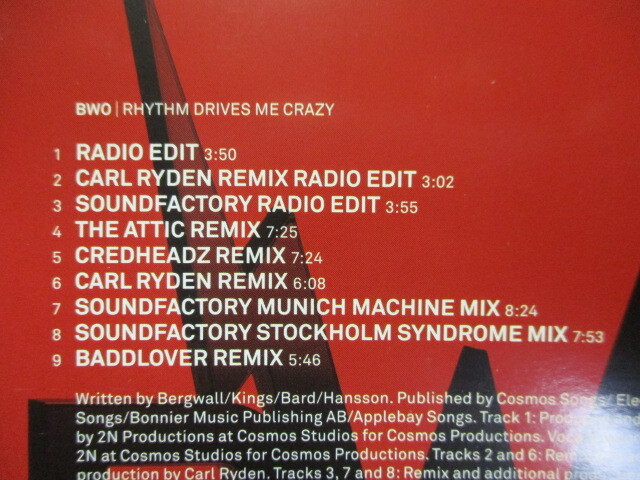 BWO | RHYTHM DRIVES ME CRAZY
1 RADIO EDIT 3:50
2 CARL RYDEN REMIX RADIO EDIT 3:02
3 SOUNDFACTORY RADIO EDIT 3:55
4 THE ATTIC REMIX 7:25
5 CREDHEADZ REMIX 7:24
6 CARL RYDEN REMIX 6:08
7 SOUNDFACTORY MUNICH MACHINE MIX 8:24
8 SOUNDFACTORY STOCKHOLM SYNDROME MIX 7:53
9 BADDLOVER REMIX 5:46
Written by Bergwall/Kings/Bard/Hansson. Published by Cosmos Songs/ Ele
Songs/Bonnier Music Publishing AB/Applebay Songs. Track 1: Produced
by 2N Productions at Cosmos Studios for Cosmos Productions.
2N at Cosmos Studios for Cosmos Productions. Tracks 2 and 6:
production by Carl Ryden. Tracks 3, 7 and 8: Remix and additional